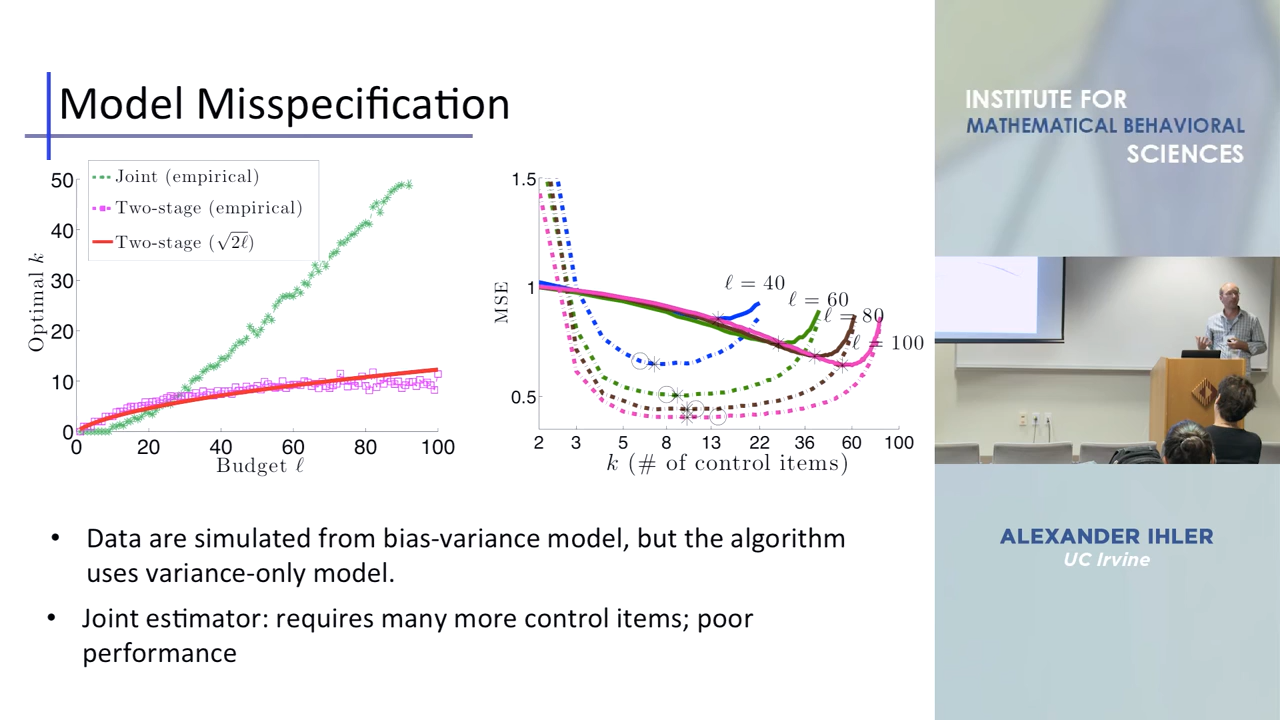 Model Misspecification
Joint (empirical)
Two-stage (empirical)
Two-stage (√2ℓ)
Optimal k
50
40
30
20
10
0
0 20 40 60 80 100
Budget ℓ
MSE
1.5
1
0.5
ℓ = 40
ℓ = 60
ℓ = 80
ℓ = 100
2 3 5 8 13 22 36 60 100
k (# of control items)
• Data are simulated from bias-variance model, but the algorithm
uses variance-only model.
• Joint estimator: requires many more control items; poor
performance
INSTITUTE FOR
MATHEMATICAL BEHAVIORAL
SCIENCES
ALEXANDER IHLER
UC Irvine